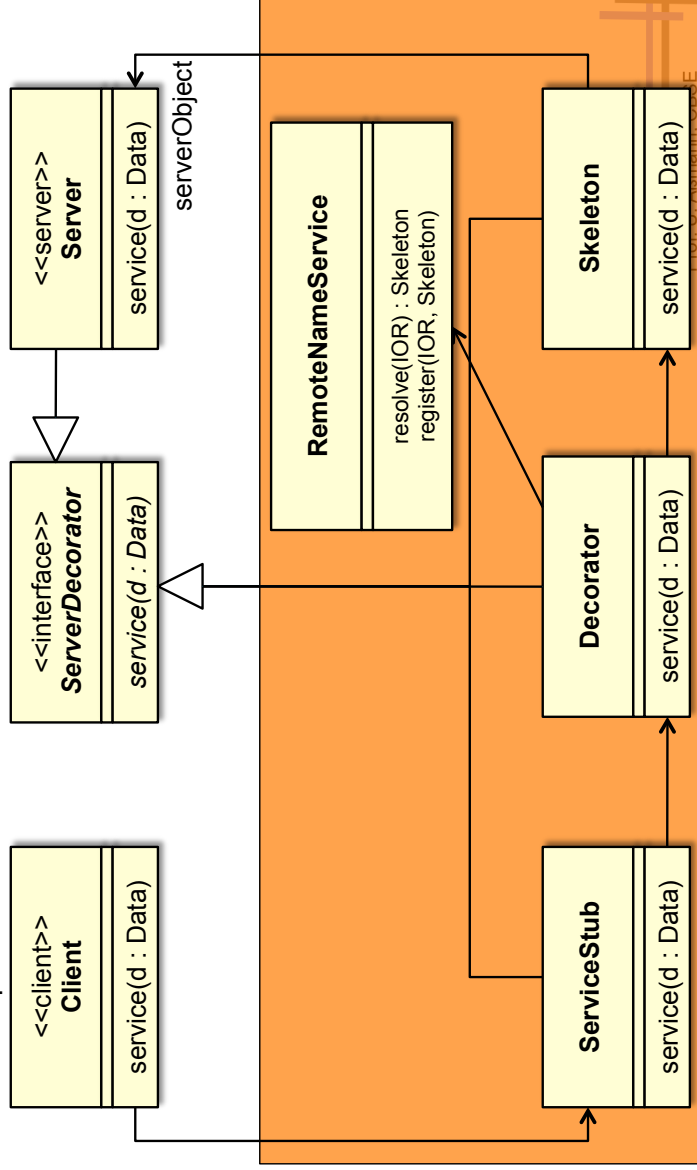 <<client>>
Client
service(d : Data)
<<interface>>
ServerDecorator
service(d : Data)
<<server>>
Server
service(d : Data)
serverObject
RemoteNameService
resolve(IOR) : Skeleton
register(IOR, Skeleton)
ServiceStub
service(d : Data)
Decorator
service(d : Data)
Skeleton
service(d : Data)
CBSE